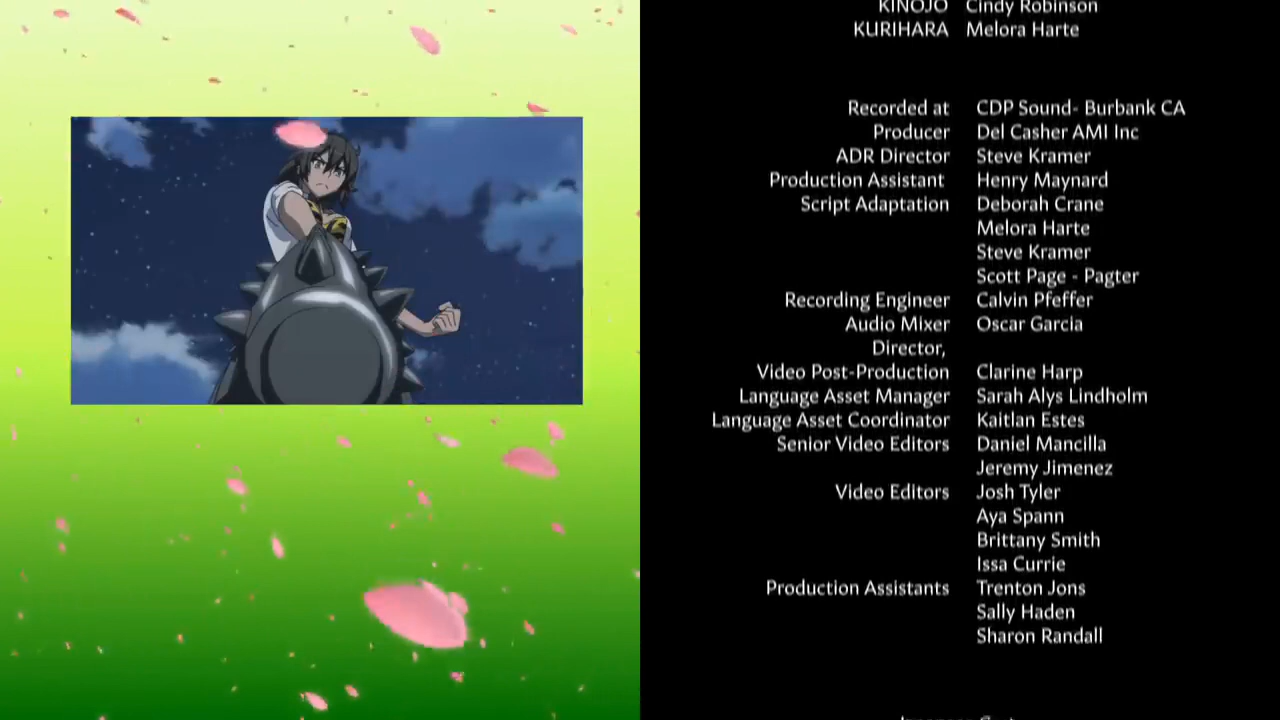 KINOJO Cindy Robinson
KURIHARA Melora Harte
Recorded at CDP Sound- Burbank CA
Producer Del Casher AMI Inc
ADR Director Steve Kramer
Production Assistant Henry Maynard
Script Adaptation Deborah Crane
Melora Harte
Steve Kramer
Scott Page - Pagter
Recording Engineer Calvin Pfeffer
Audio Mixer Oscar Garcia
Director,
Video Post-Production Clarine Harp
Language Asset Manager Sarah Alys Lindholm
Language Asset Coordinator Kaitlan Estes
Senior Video Editors Daniel Mancilla
Jeremy Jimenez
Video Editors Josh Tyler
Aya Spann
Brittany Smith
Issa Currie
Production Assistants Trenton Jons
Sally Haden
Sharon Randall